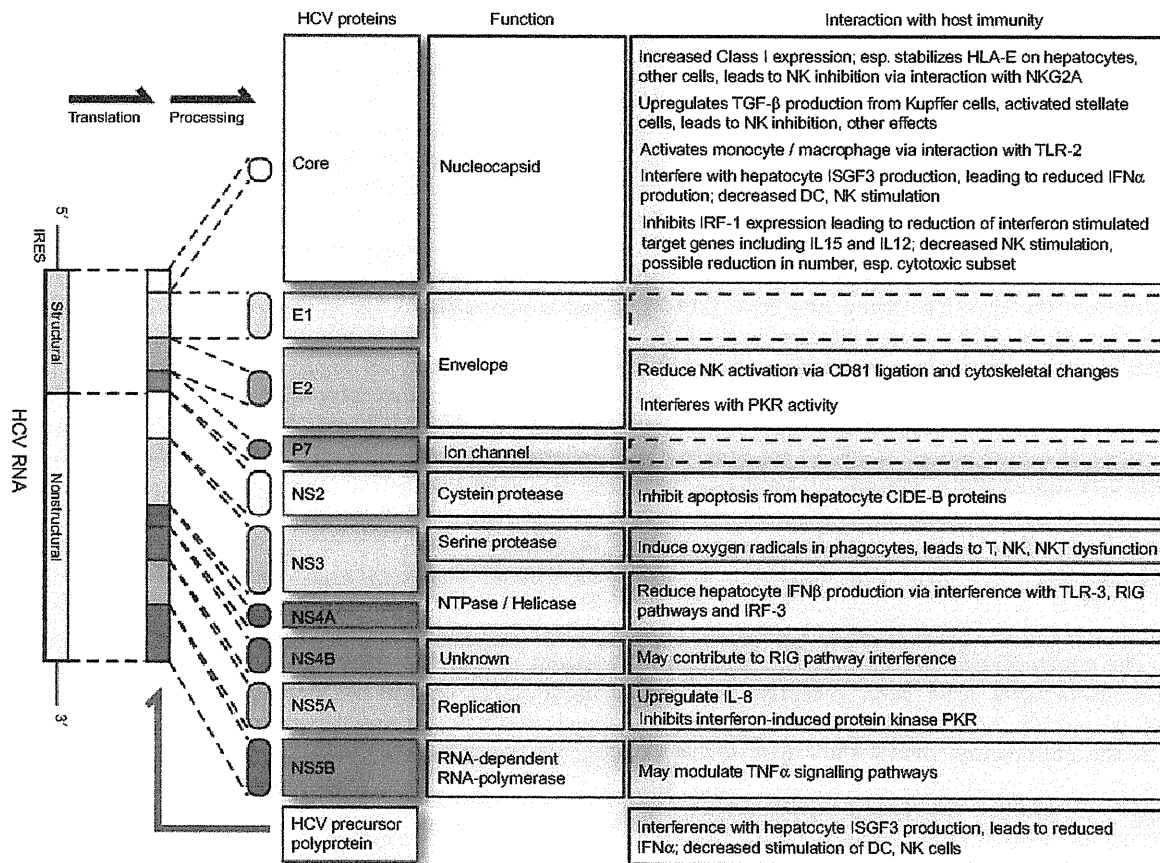 HCV proteins
Function
Interaction with host immunity
Translation
Processing
Core
Nucleocapsid
Increased Class I expression; esp. stabilizes HLA-E on hepatocytes,
other cells, leads to NK inhibition via interaction with NKG2A
Upregulates TGF-β production from Kupffer cells, activated stellate
cells, leads to NK inhibition, other effects
Activates monocyte / macrophage via interaction with TLR-2
Interfere with hepatocyte ISGF3 production, leading to reduced IFNα
prodution; decreased DC, NK stimulation
Inhibits IRF-1 expression leading to reduction of interferon stimulated
target genes including IL15 and IL12; decreased NK stimulation,
possible reduction in number, esp. cytotoxic subset
5'
IRES
Structural
Nonstructural
HCV RNA
3'
E1
Envelope
E2
Reduce NK activation via CD81 ligation and cytoskeletal changes
Interferes with PKR activity
P7
Ion channel
NS2
Cystein protease
Inhibit apoptosis from hepatocyte CIDE-B proteins
NS3
Serine protease
Induce oxygen radicals in phagocytes, leads to T, NK, NKT dysfunction
NTPase / Helicase
Reduce hepatocyte IFNβ production via interference with TLR-3, RIG
pathways and IRF-3
NS4A
NS4B
Unknown
May contribute to RIG pathway interference
NS5A
Replication
Upregulate IL-8
Inhibits interferon-induced protein kinase PKR
NS5B
RNA-dependent
RNA-polymerase
May modulate TNFα signalling pathways
HCV precursor
polyprotein
Interference with hepatocyte ISGF3 production, leads to reduced
IFNα; decreased stimulation of DC, NK cells